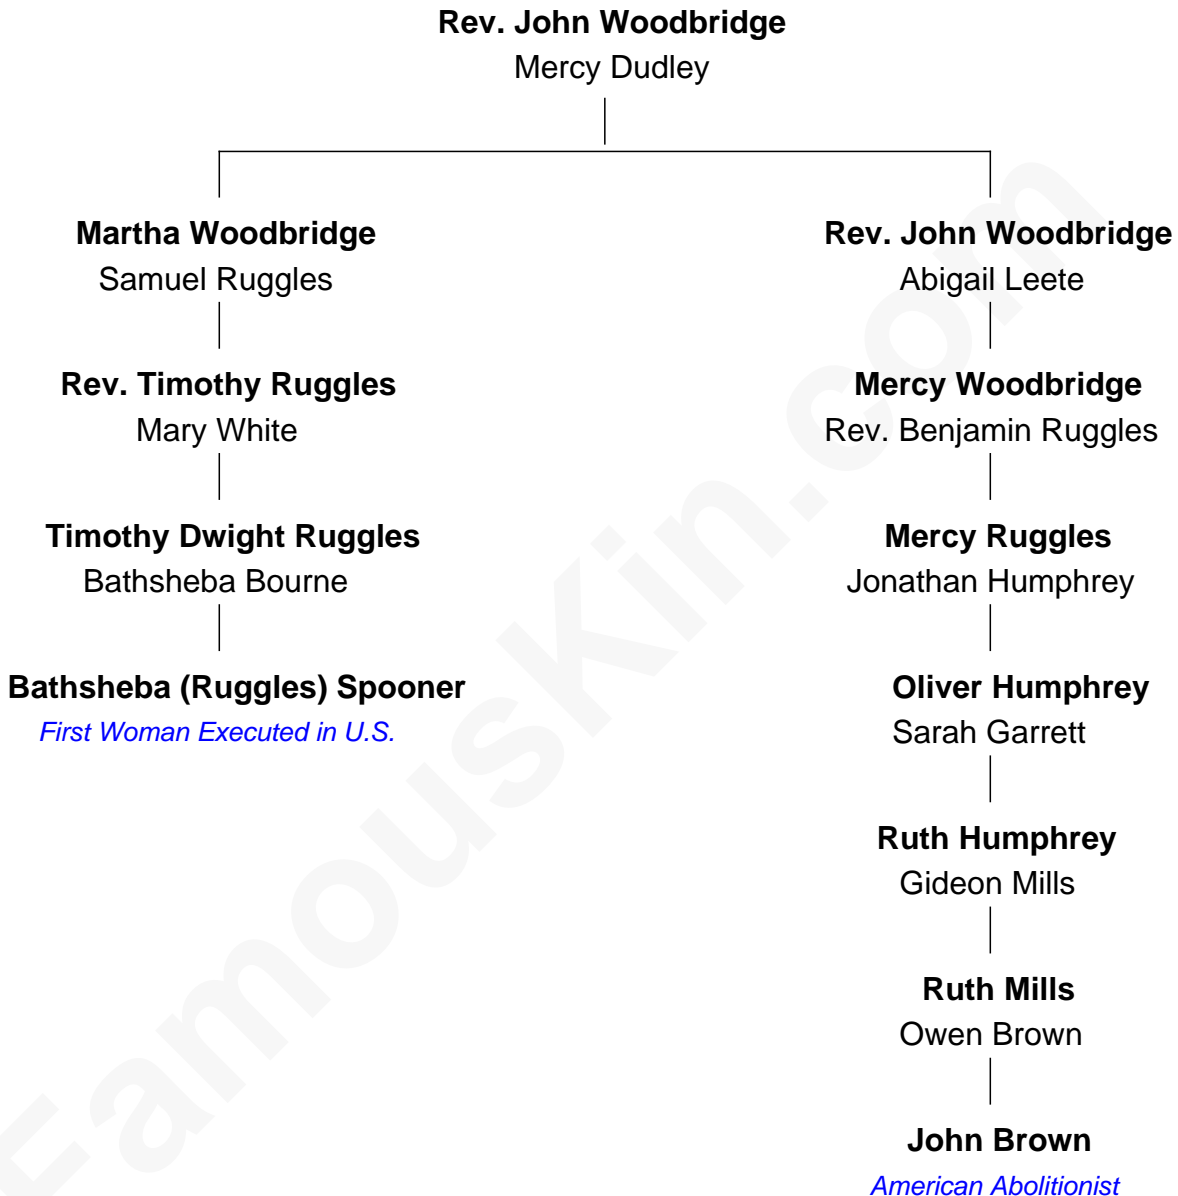 Rev. John Woodbridge
Mercy Dudley
Martha Woodbridge
Samuel Ruggles
Rev. Timothy Ruggles
Mary White
Timothy Dwight Ruggles
Bathsheba Bourne
Bathsheba (Ruggles) Spooner
First Woman Executed in U.S.
Rev. John Woodbridge
Abigail Leete
Mercy Woodbridge
Rev. Benjamin Ruggles
Mercy Ruggles
Jonathan Humphrey
Oliver Humphrey
Sarah Garrett
Ruth Humphrey
Gideon Mills
Ruth Mills
Owen Brown
John Brown
American Abolitionist
FamousKin.com